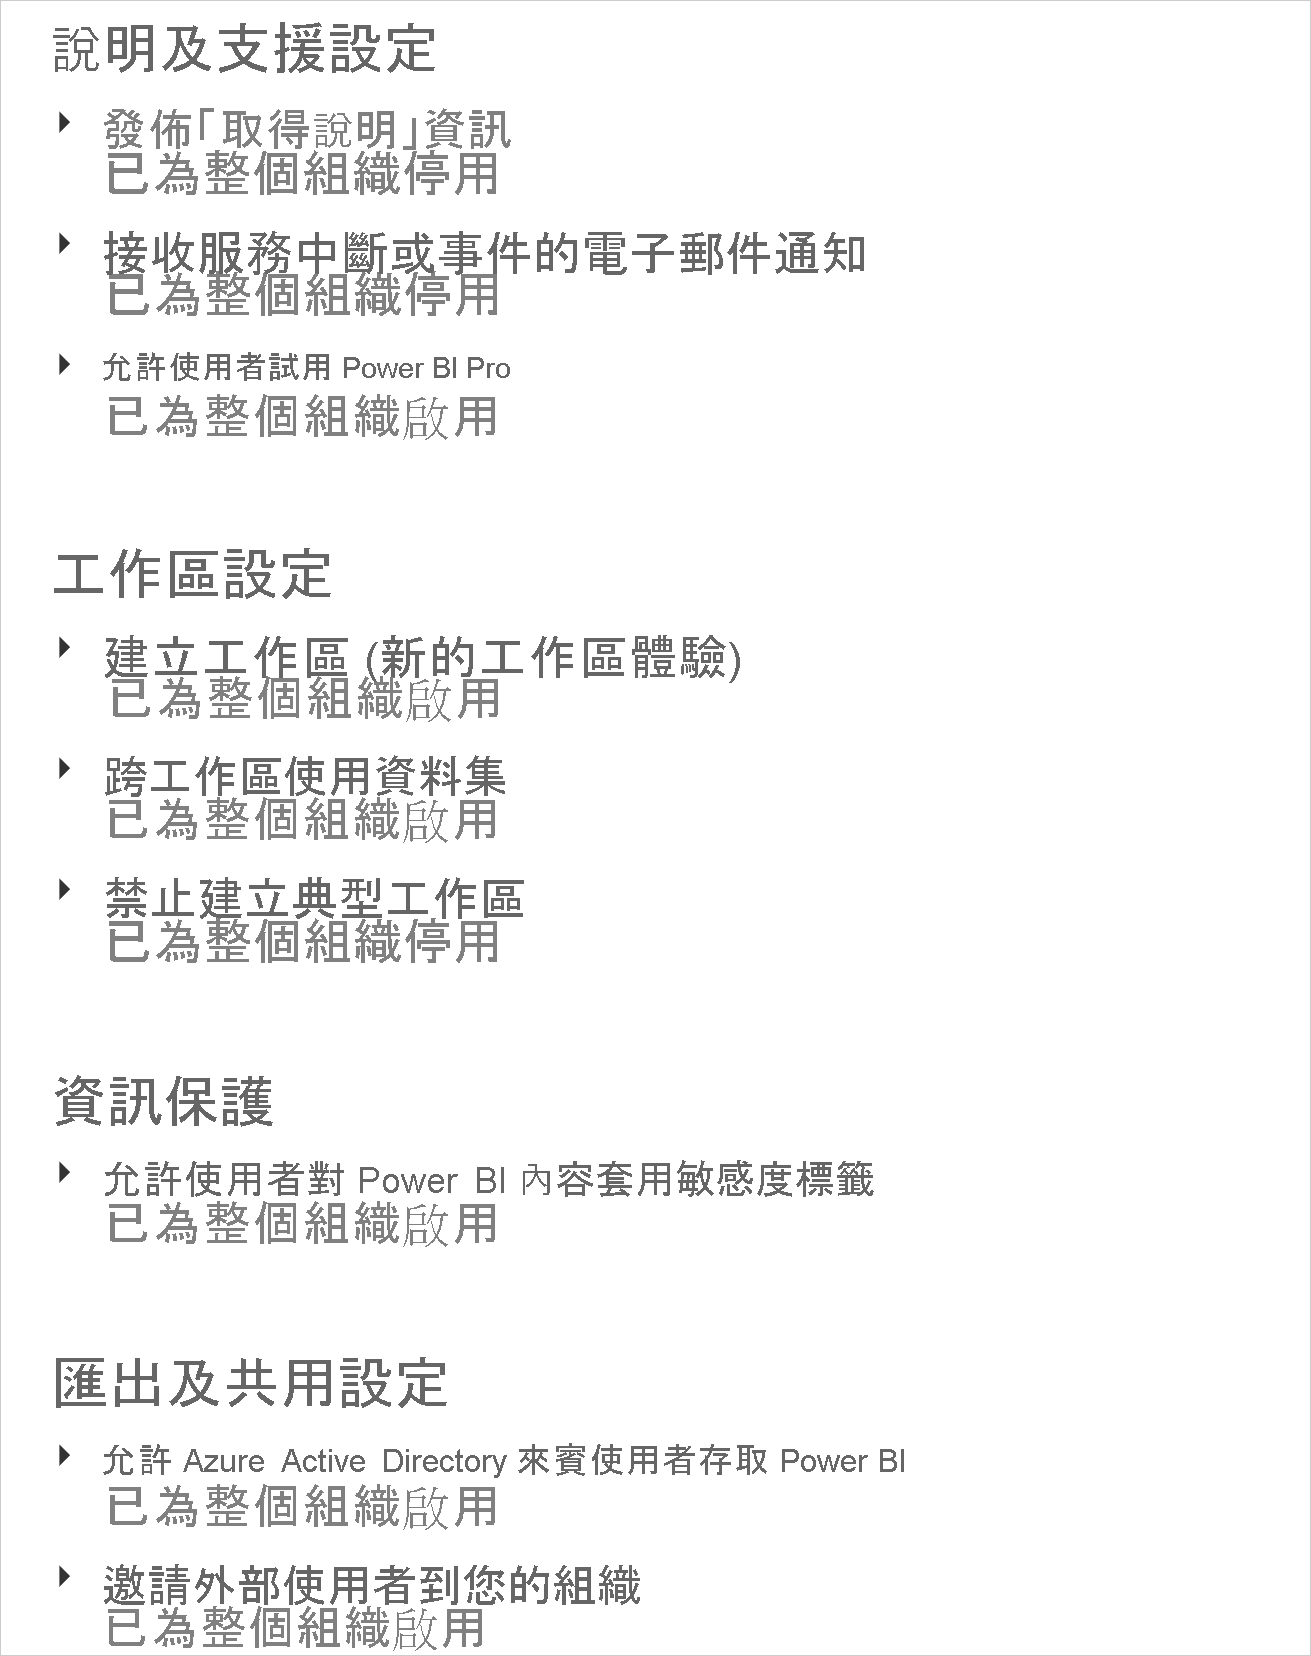 說明及支援設定
發佈「取得說明」資訊
已為整個組織停用
接收服務中斷或事件的電子郵件通知
已為整個組織停用
允許使用者試用 Power BI Pro
已為整個組織啟用
工作區設定
建立工作區 (新的工作區體驗)
已為整個組織啟用
跨工作區使用資料集
已為整個組織啟用
禁止建立典型工作區
已為整個組織停用
資訊保護
允許使用者對 Power BI 內容套用敏感度標籤
已為整個組織啟用
匯出及共用設定
允許 Azure Active Directory 來賓使用者存取 Power BI
已為整個組織啟用
邀請外部使用者到您的組織
已為整個組織啟用